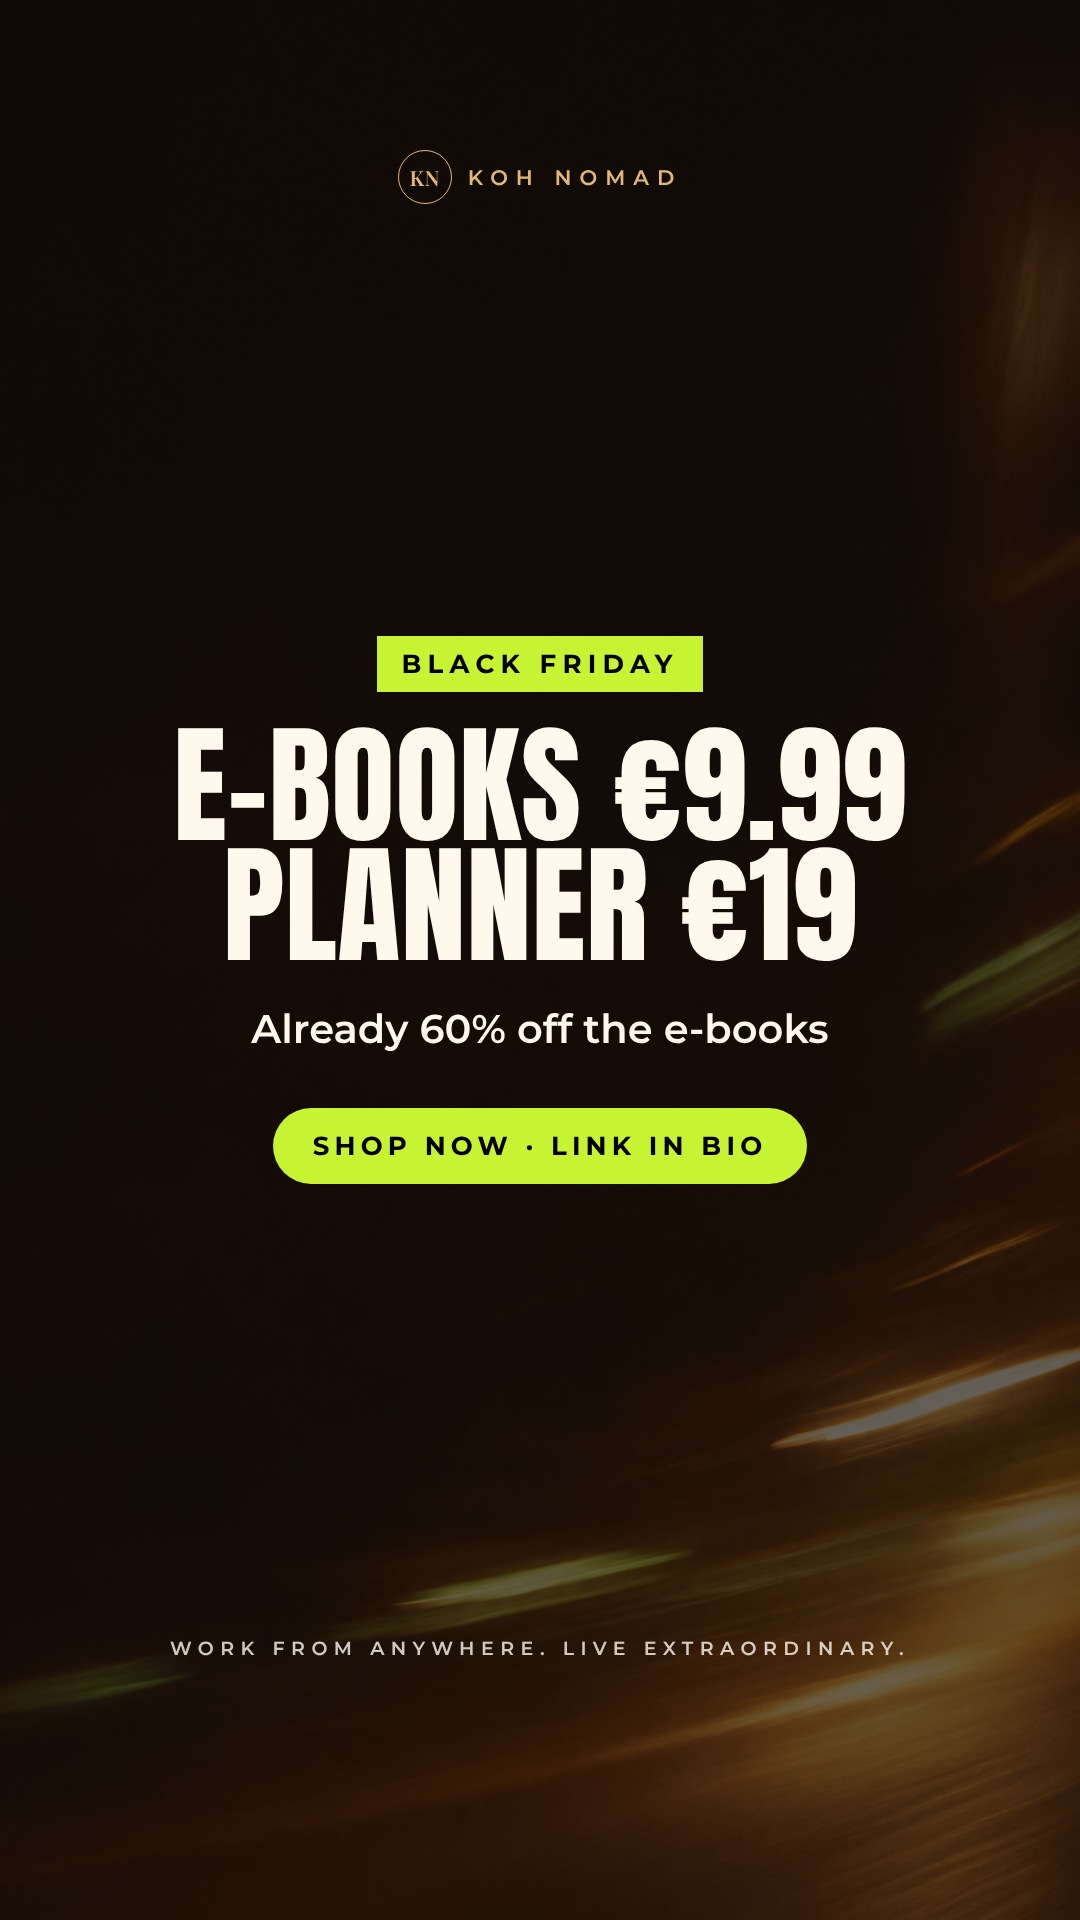 KN KOH NOMAD
BLACK FRIDAY
E-BOOKS €9.99
PLANNER €19
Already 60% off the e-books
SHOP NOW · LINK IN BIO
WORK FROM ANYWHERE. LIVE EXTRAORDINARY.